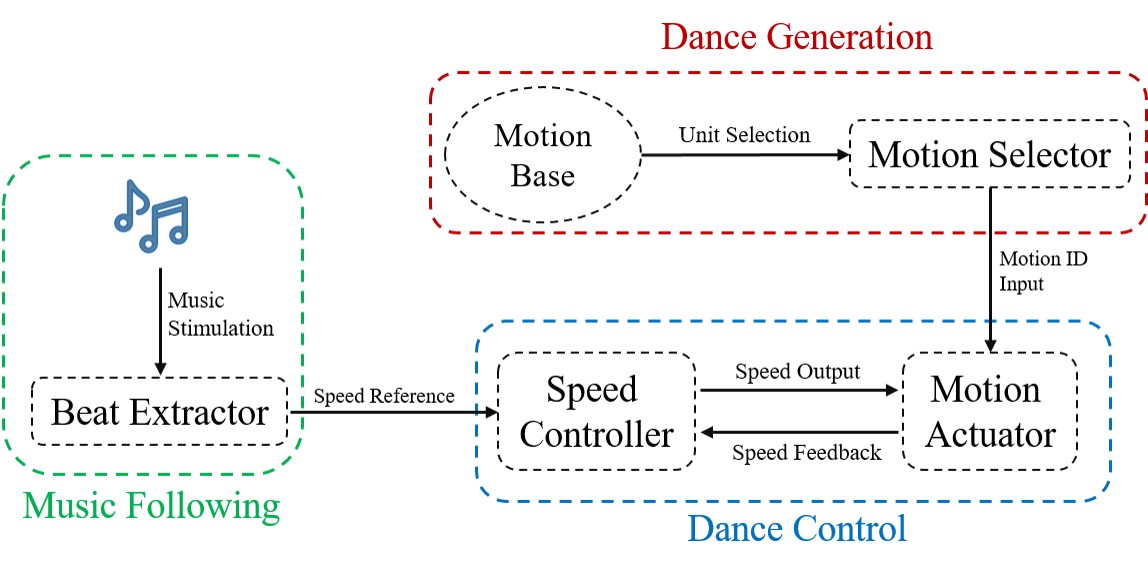 Dance Generation
Motion
Base
Unit Selection
Motion Selector
Motion ID
Input
Music
Stimulation
Beat Extractor
Speed Reference
Speed
Controller
Speed Output
Speed Feedback
Motion
Actuator
Music Following
Dance Control